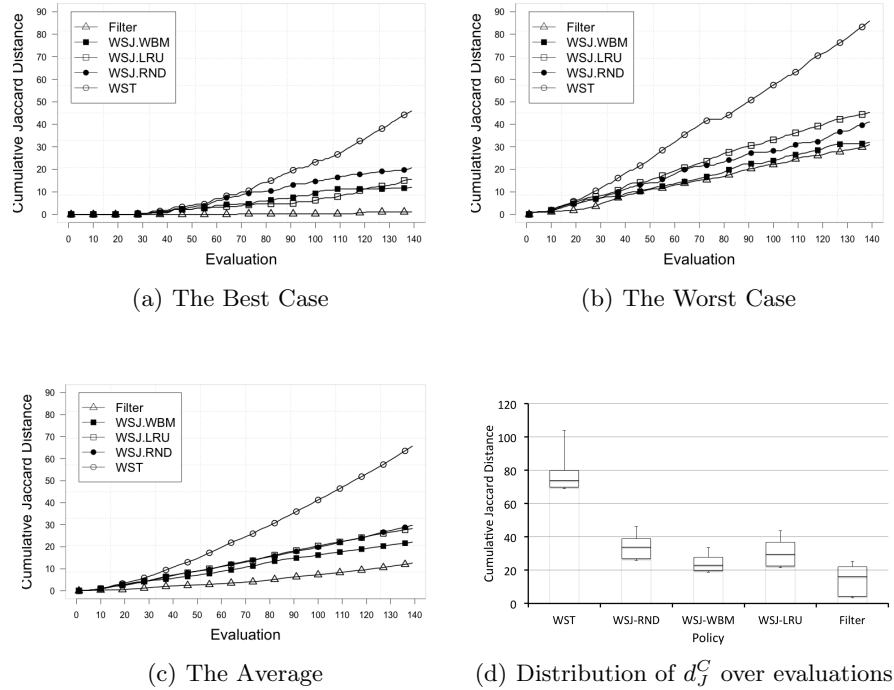 Cumulative Jaccard Distance
90
80
70
60
50
40
30
20
10
0
Filter
WSJ.WBM
WSJ.LRU
WSJ.RND
WST
0 10 20 30 40 50 60 70 80 90 100 110 120 130 140
Evaluation
(a) The Best Case
Cumulative Jaccard Distance
90
80
70
60
50
40
30
20
10
0
Filter
WSJ.WBM
WSJ.LRU
WSJ.RND
WST
0 10 20 30 40 50 60 70 80 90 100 110 120 130 140
Evaluation
(b) The Worst Case
Cumulative Jaccard Distance
90
80
70
60
50
40
30
20
10
0
Filter
WSJ.WBM
WSJ.LRU
WSJ.RND
WST
0 10 20 30 40 50 60 70 80 90 100 110 120 130 140
Evaluation
(c) The Average
Cumulative Jaccard Distance
120
100
80
60
40
20
0
WST WSJ-RND WSJ-WBM WSJ-LRU Filter
Policy
(d) Distribution of d_J^C over evaluations